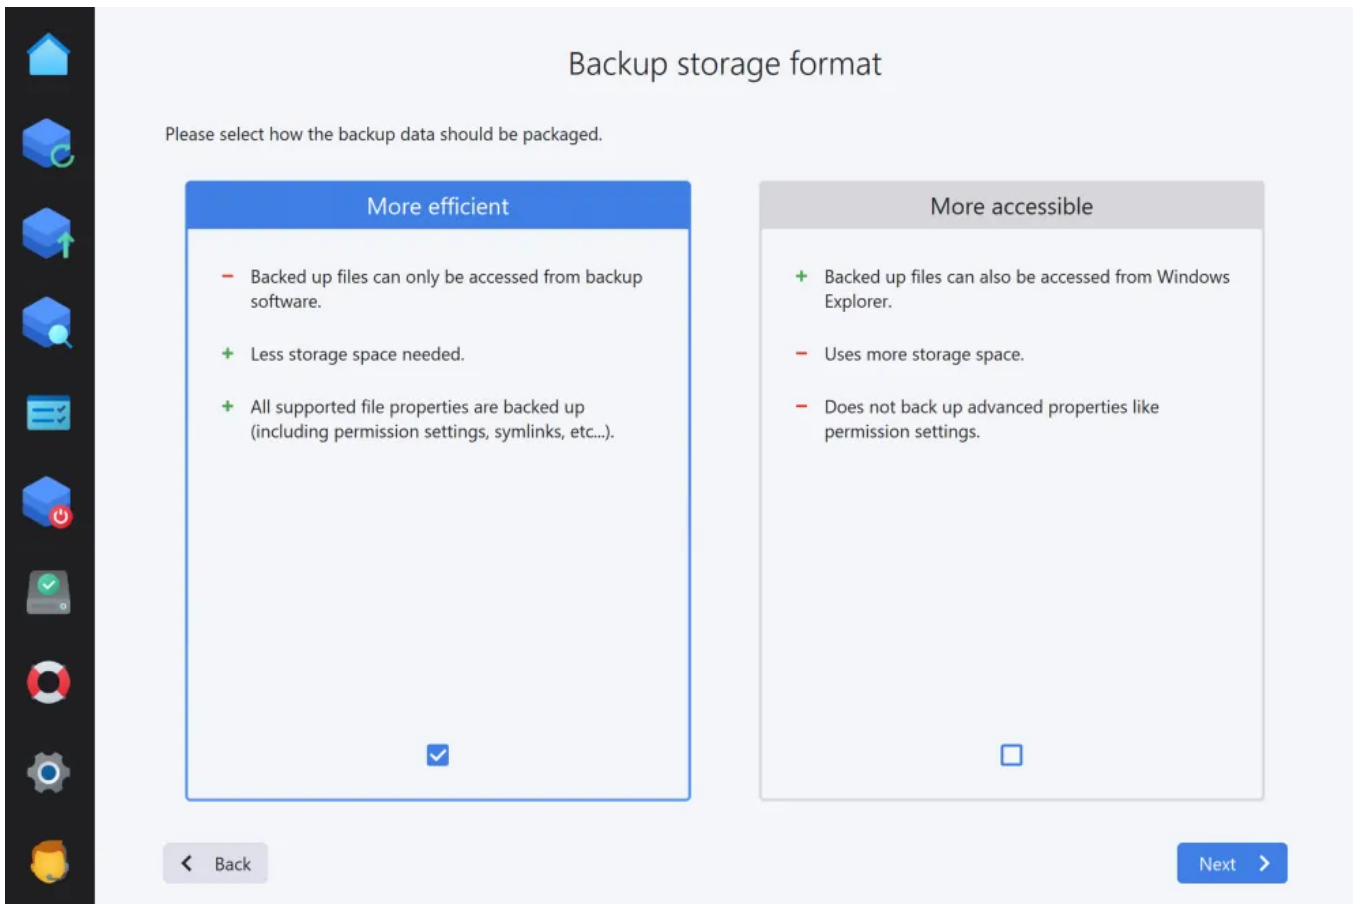 Backup storage format
Please select how the backup data should be packaged.
More efficient
− Backed up files can only be accessed from backup
software.
+ Less storage space needed.
+ All supported file properties are backed up
(including permission settings, symlinks, etc...).
More accessible
+ Backed up files can also be accessed from Windows
Explorer.
− Uses more storage space.
− Does not back up advanced properties like
permission settings.
Back
Next